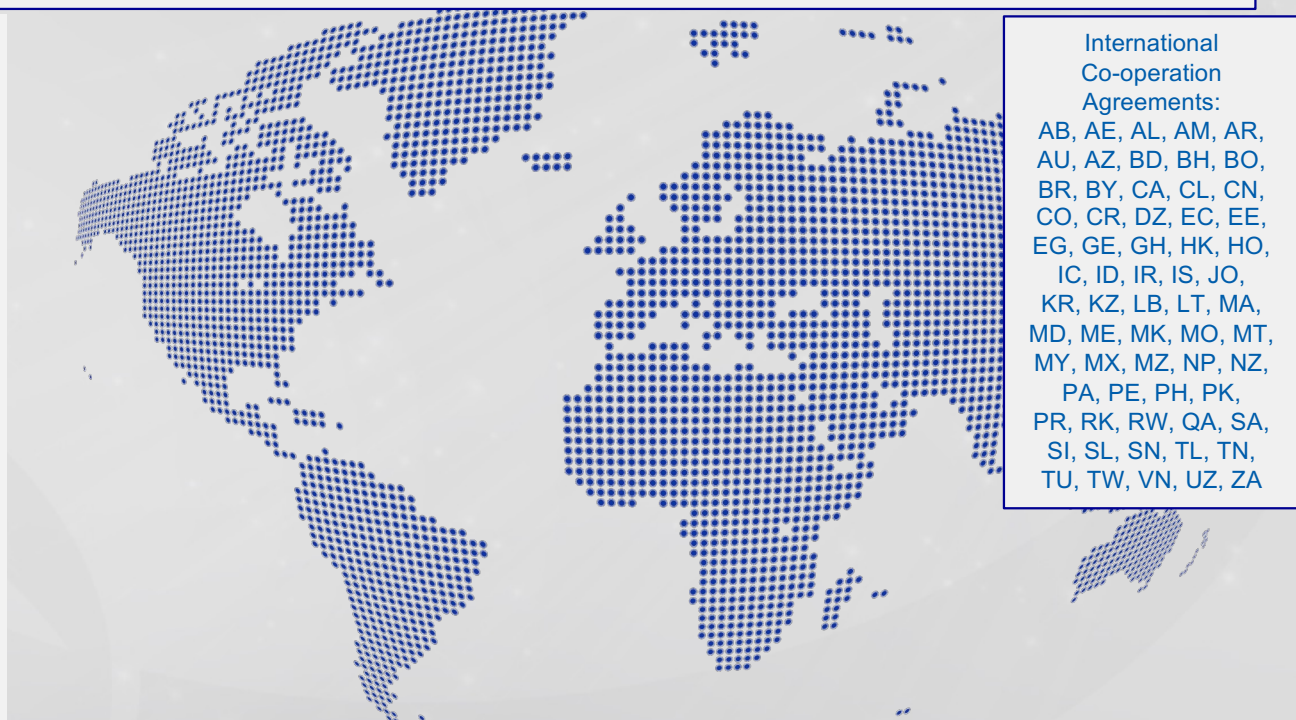 International
Co-operation
Agreements:
AB, AE, AL, AM, AR,
AU, AZ, BD, BH, BO,
BR, BY, CA, CL, CN,
CO, CR, DZ, EC, EE,
EG, GE, GH, HK, HO,
IC, ID, IR, IS, JO,
KR, KZ, LB, LT, MA,
MD, ME, MK, MO, MT,
MY, MX, MZ, NP, NZ,
PA, PE, PH, PK,
PR, RK, RW, QA, SA,
SI, SL, SN, TL, TN,
TU, TW, VN, UZ, ZA